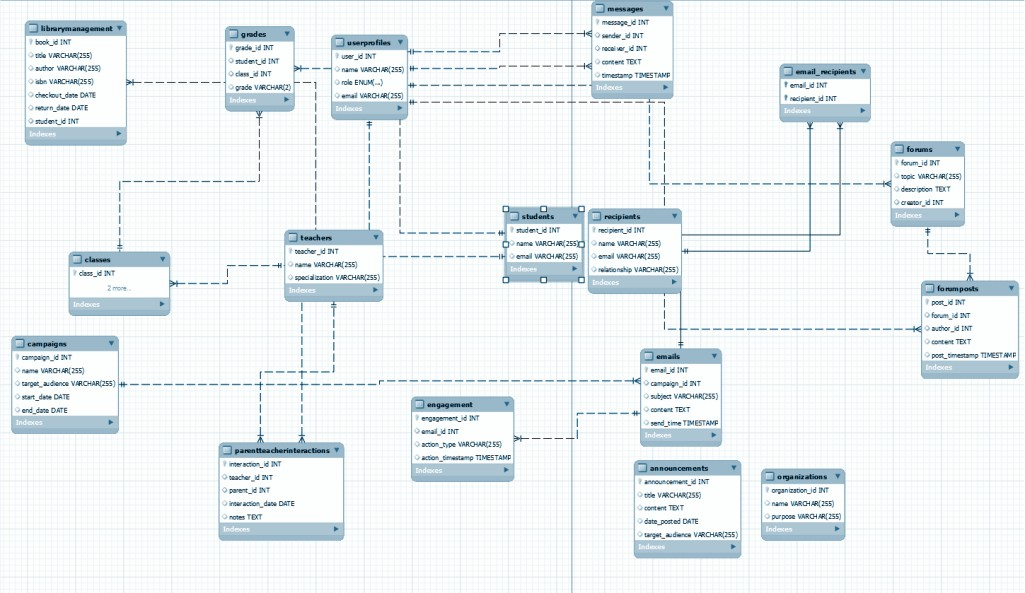 librarymanagement
book_id INT
title VARCHAR(255)
author VARCHAR(255)
isbn VARCHAR(255)
checkout_date DATE
return_date DATE
student_id INT
Indexes
grades
grade_id INT
student_id INT
class_id INT
grade VARCHAR(2)
Indexes
userprofiles
user_id INT
name VARCHAR(255)
role ENUM(...)
email VARCHAR(255)
Indexes
messages
message_id INT
sender_id INT
receiver_id INT
content TEXT
timestamp TIMESTAMP
Indexes
email_recipients
email_id INT
recipient_id INT
Indexes
forums
forum_id INT
topic VARCHAR(255)
description TEXT
creator_id INT
Indexes
students
student_id INT
name VARCHAR(255)
email VARCHAR(255)
Indexes
recipients
recipient_id INT
name VARCHAR(255)
email VARCHAR(255)
relationship VARCHAR(255)
Indexes
teachers
teacher_id INT
name VARCHAR(255)
specialization VARCHAR(255)
Indexes
classes
class_id INT
2 more...
Indexes
forumposts
post_id INT
forum_id INT
author_id INT
content TEXT
post_timestamp TIMESTAMP
Indexes
campaigns
campaign_id INT
name VARCHAR(255)
target_audience VARCHAR(255)
start_date DATE
end_date DATE
Indexes
emails
email_id INT
campaign_id INT
subject VARCHAR(255)
content TEXT
send_time TIMESTAMP
Indexes
engagement
engagement_id INT
email_id INT
action_type VARCHAR(255)
action_timestamp TIMESTAMP
Indexes
parentteacherinteractions
interaction_id INT
teacher_id INT
parent_id INT
interaction_date DATE
notes TEXT
Indexes
announcements
announcement_id INT
title VARCHAR(255)
content TEXT
date_posted DATE
target_audience VARCHAR(255)
Indexes
organizations
organization_id INT
name VARCHAR(255)
purpose VARCHAR(255)
Indexes